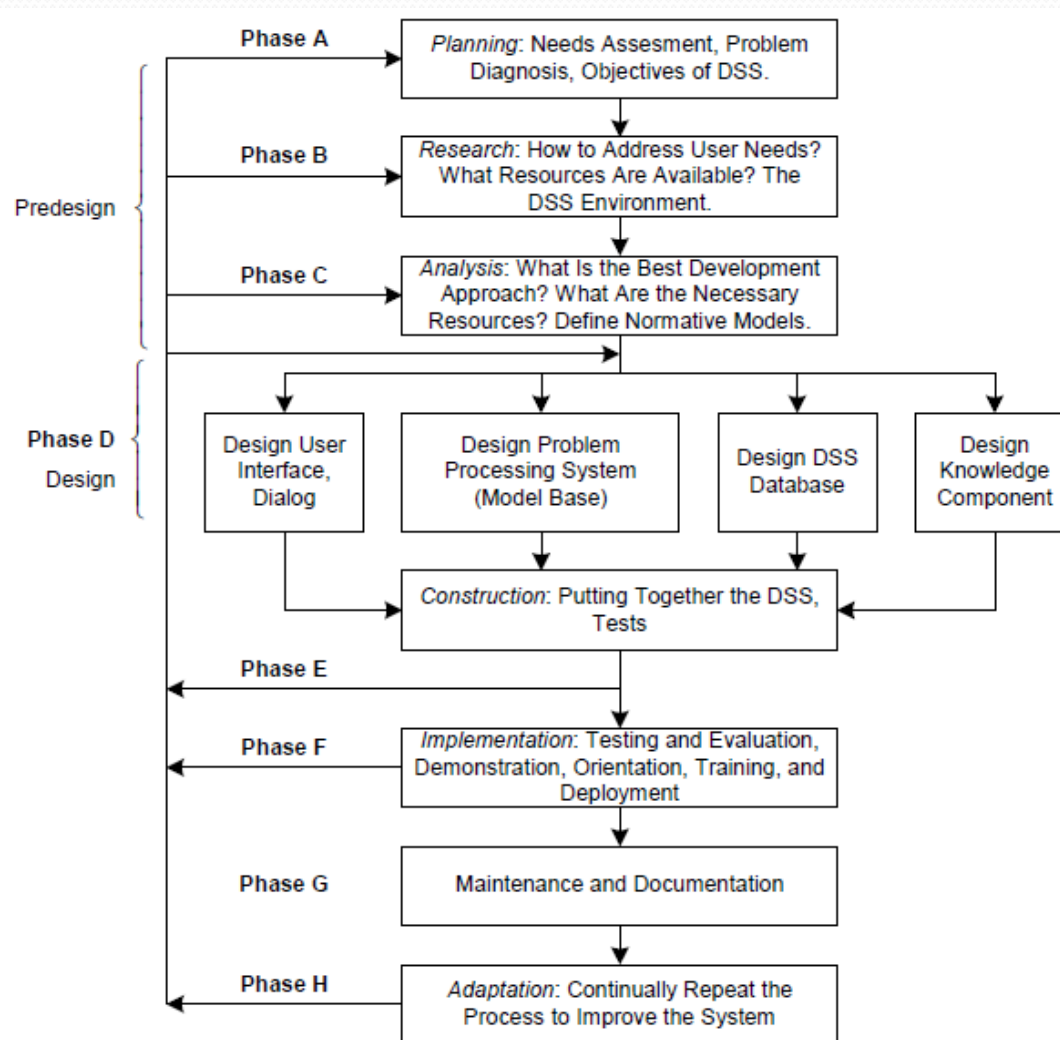 Phase A
Planning: Needs Assesment, Problem
Diagnosis, Objectives of DSS.
Phase B
Research: How to Address User Needs?
What Resources Are Available? The
DSS Environment.
Predesign
Phase C
Analysis: What Is the Best Development
Approach? What Are the Necessary
Resources? Define Normative Models.
Phase D
Design
Design User
Interface,
Dialog
Design Problem
Processing System
(Model Base)
Design DSS
Database
Design
Knowledge
Component
Construction: Putting Together the DSS,
Tests
Phase E
Phase F
Implementation: Testing and Evaluation,
Demonstration, Orientation, Training, and
Deployment
Phase G
Maintenance and Documentation
Phase H
Adaptation: Continually Repeat the
Process to Improve the System